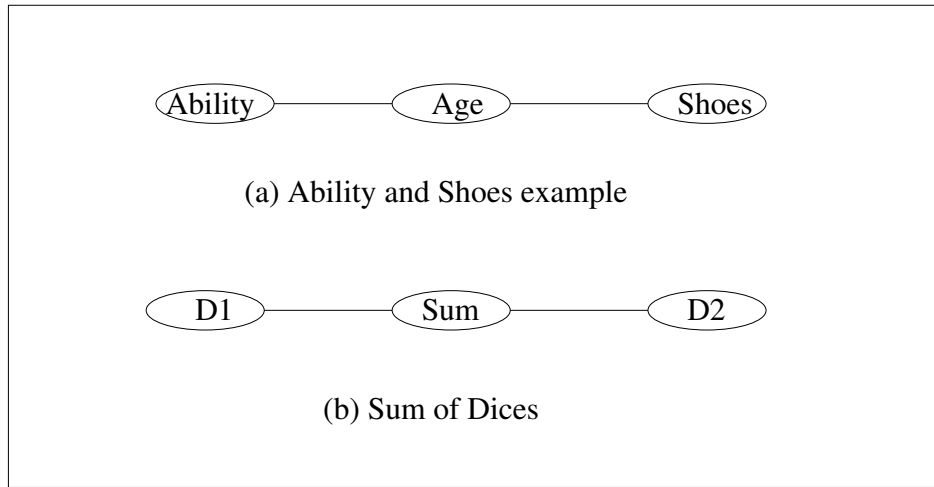 Ability Age Shoes
(a) Ability and Shoes example
D1 Sum D2
(b) Sum of Dices